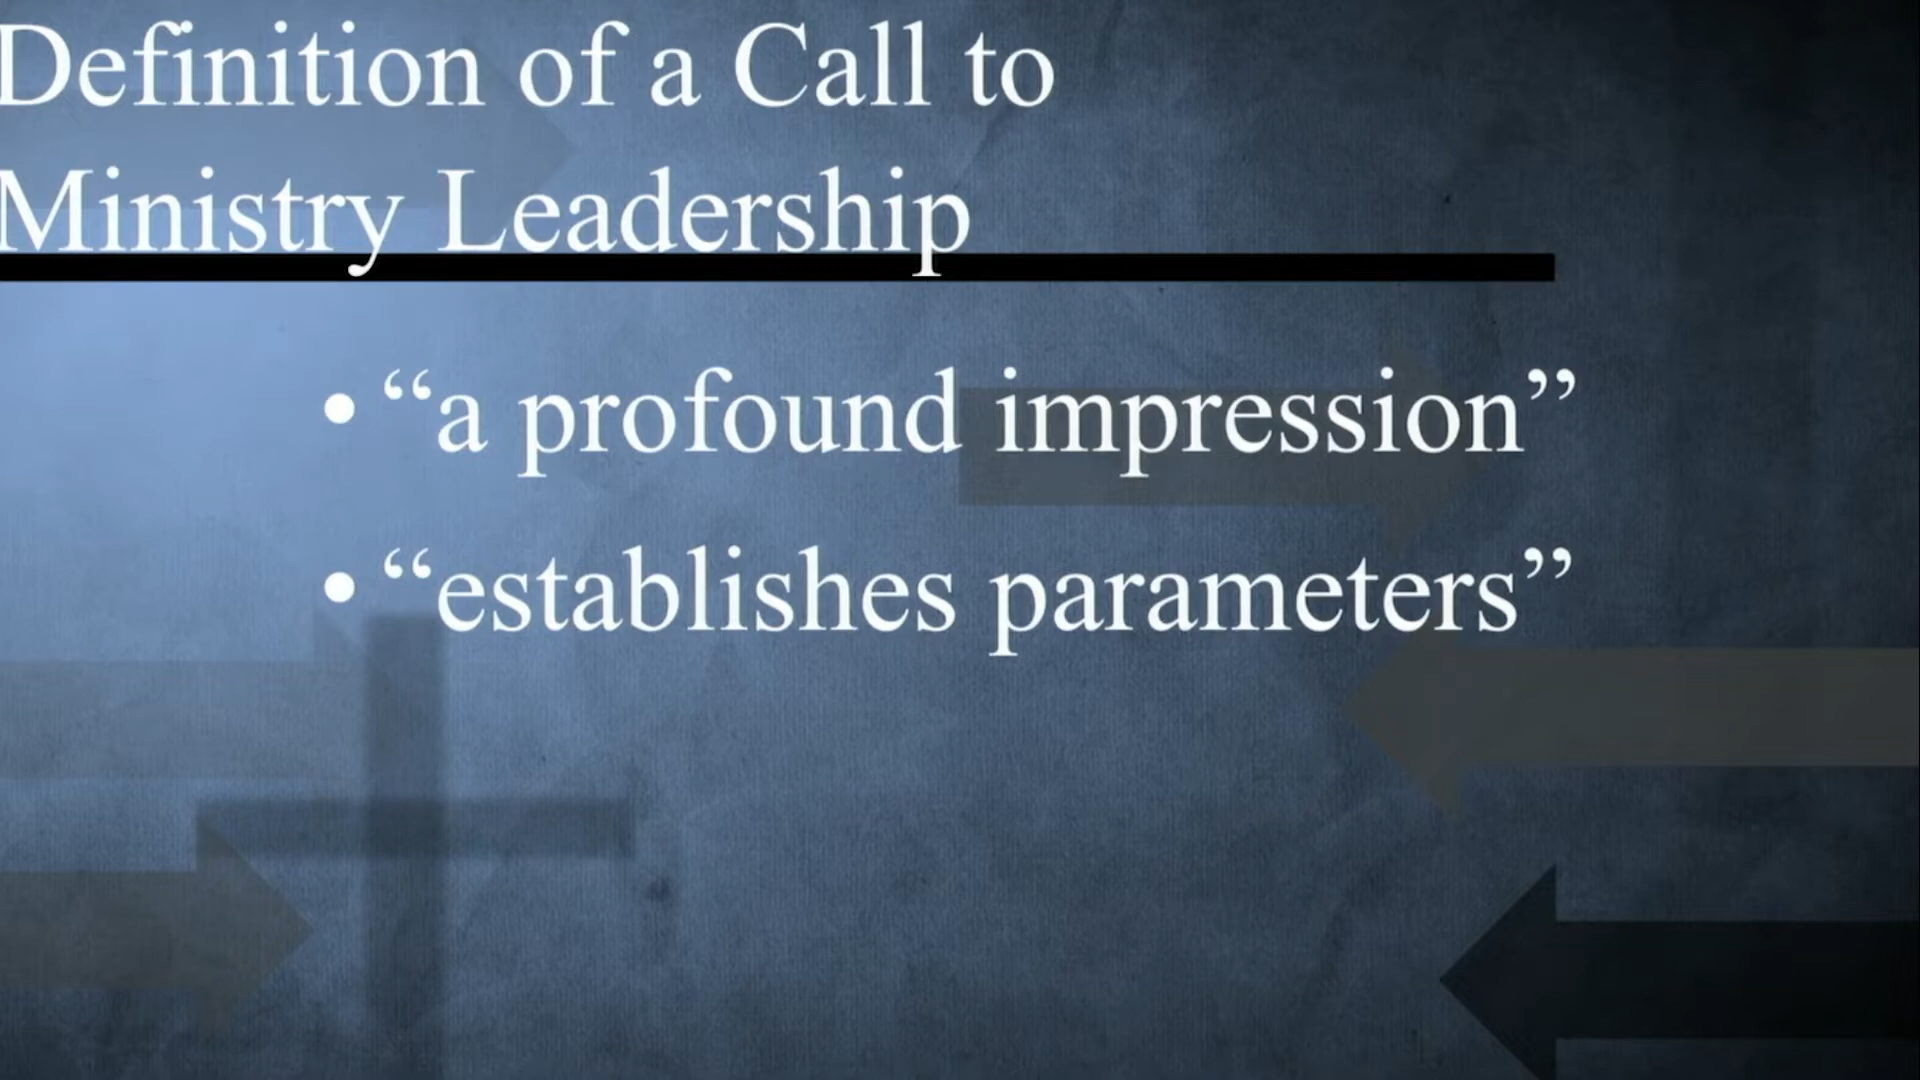 Definition of a Call to
Ministry Leadership
• “a profound impression”
• “establishes parameters”